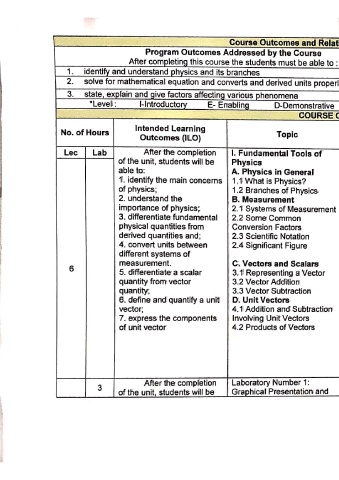 Course Outcomes and Relati
Program Outcomes Addressed by the Course
After completing this course the students must be able to :
1. identify and understand physics and its branches
2. solve for mathematical equation and converts and derived units properl
3. state, explain and give factors affecting various phenomena
*Level : I-Introductory E- Enabling D-Demonstrative
COURSE C
No. of Hours
Intended Learning
Outcomes (ILO)
Topic
Lec Lab
After the completion
of the unit, students will be
able to:
1. identify the main concerns
of physics;
2. understand the
importance of physics;
3. differentiate fundamental
physical quantities from
derived quantities and;
4. convert units between
different systems of
measurement.
5. differentiate a scalar
quantity from vector
quantity;
6. define and quantify a unit
vector;
7. express the components
of unit vector
I. Fundamental Tools of
Physics
A. Physics in General
1.1 What is Physics?
1.2 Branches of Physics
B. Measurement
2.1 Systems of Measurement
2.2 Some Common
Conversion Factors
2.3 Scientific Notation
2.4 Significant Figure
C. Vectors and Scalars
3.1 Representing a Vector
3.2 Vector Addition
3.3 Vector Subtraction
D. Unit Vectors
4.1 Addition and Subtraction
Involving Unit Vectors
4.2 Products of Vectors
6
3
After the completion
of the unit, students will be
Laboratory Number 1:
Graphical Presentation and